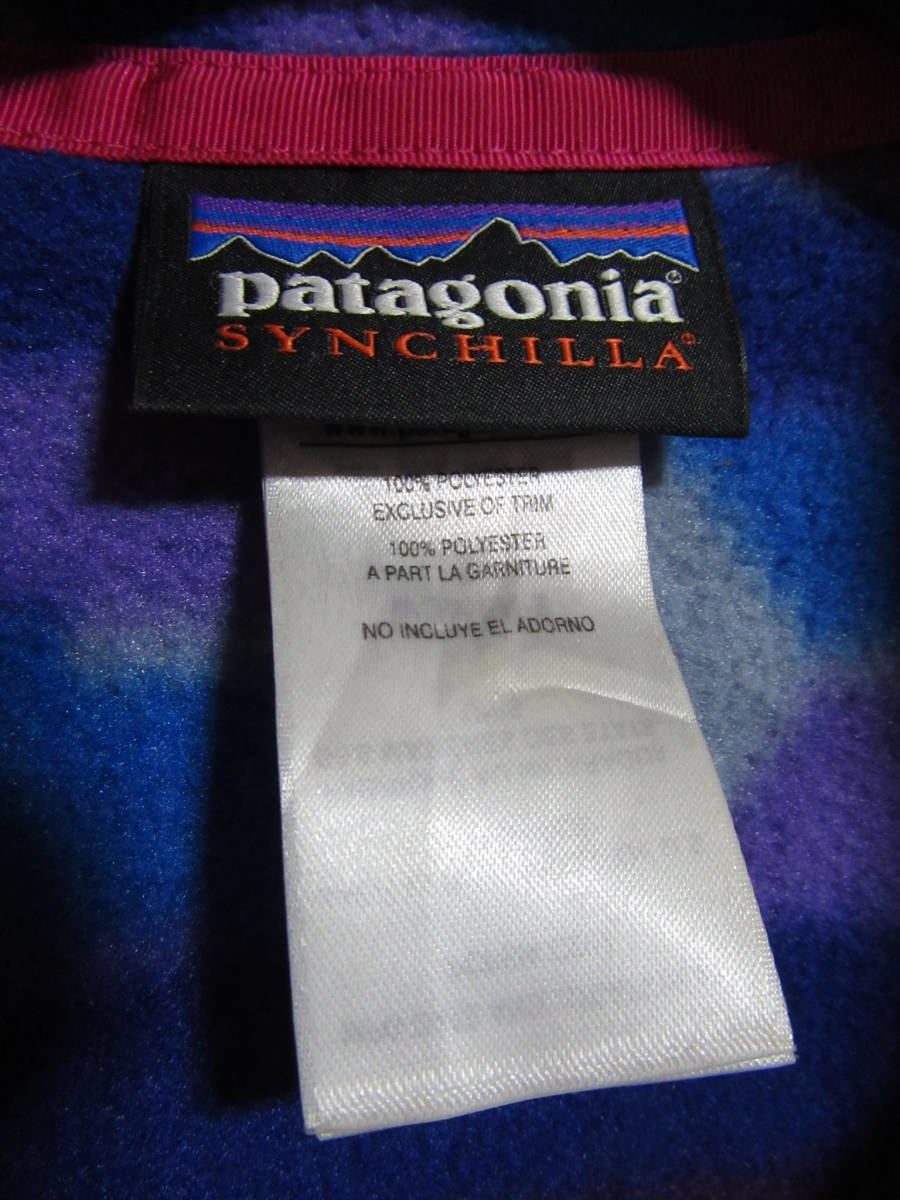 patagonia®
SYNCHILLA®
100% POLYESTER
EXCLUSIVE OF TRIM
100% POLYESTER
A PART LA GARNITURE
NO INCLUYE EL ADORNO